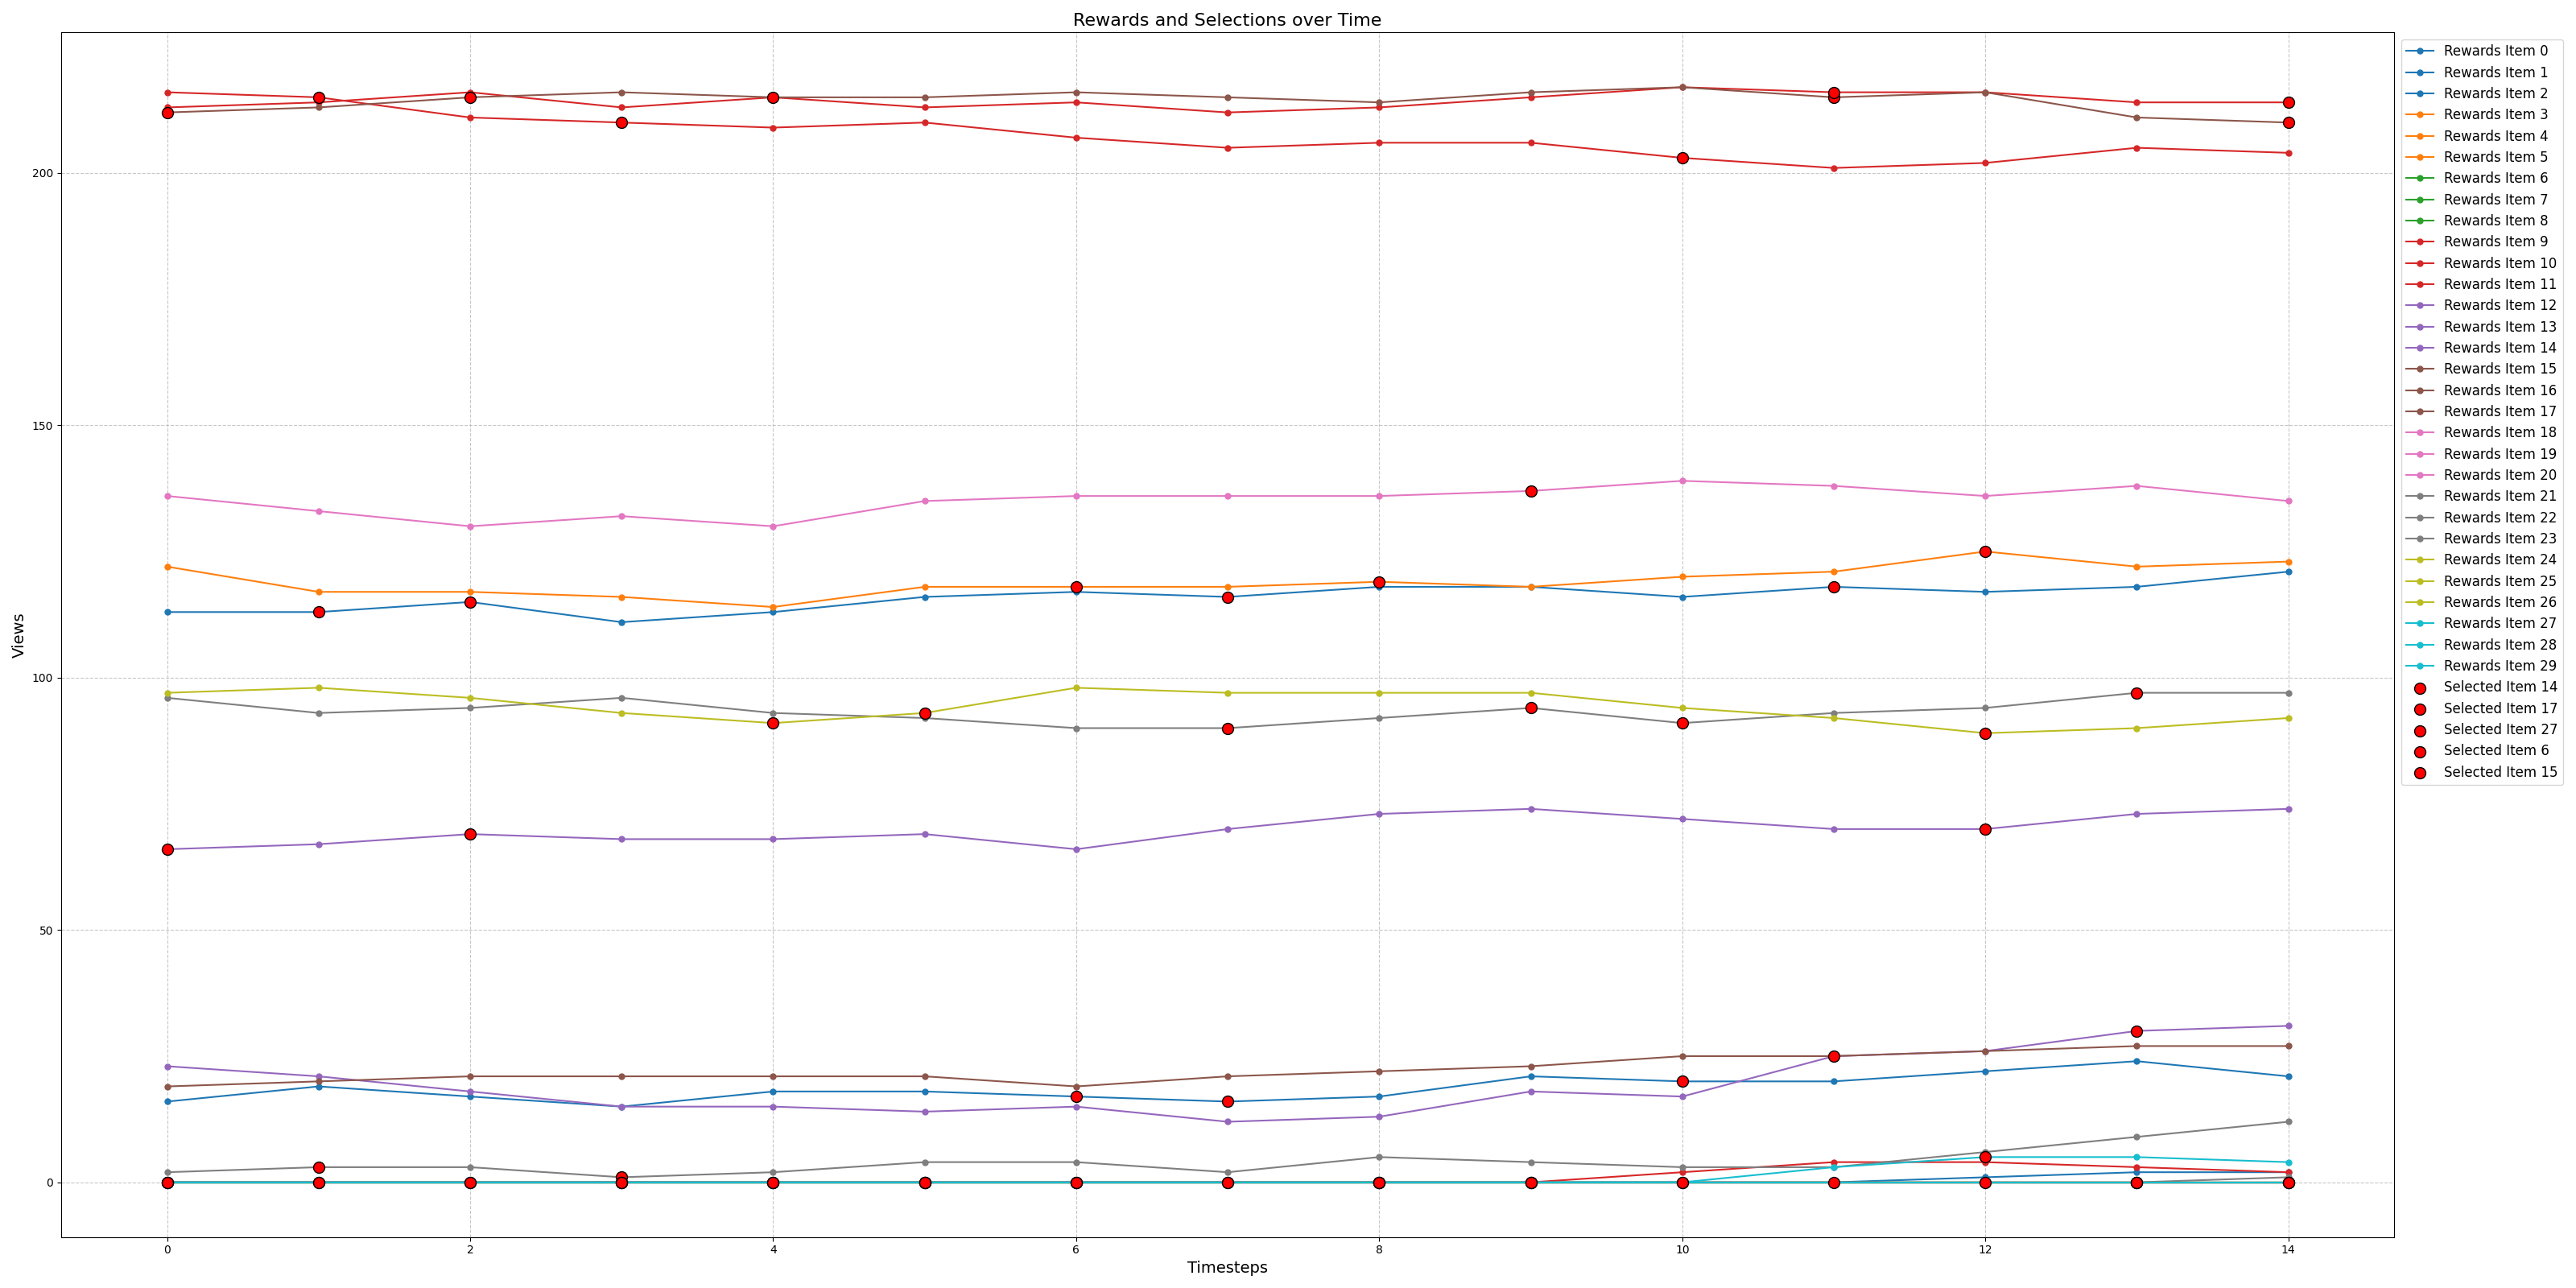 Rewards and Selections over Time
Views
200
150
100
50
0
0
2
4
6
8
10
12
14
Timesteps
Rewards Item 0
Rewards Item 1
Rewards Item 2
Rewards Item 3
Rewards Item 4
Rewards Item 5
Rewards Item 6
Rewards Item 7
Rewards Item 8
Rewards Item 9
Rewards Item 10
Rewards Item 11
Rewards Item 12
Rewards Item 13
Rewards Item 14
Rewards Item 15
Rewards Item 16
Rewards Item 17
Rewards Item 18
Rewards Item 19
Rewards Item 20
Rewards Item 21
Rewards Item 22
Rewards Item 23
Rewards Item 24
Rewards Item 25
Rewards Item 26
Rewards Item 27
Rewards Item 28
Rewards Item 29
Selected Item 14
Selected Item 17
Selected Item 27
Selected Item 6
Selected Item 15